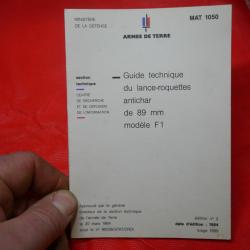 MINISTÈRE
DE LA DÉFENSE
MAT 1050
ARMÉE DE TERRE
section
technique
CENTRE
DE RECHERCHE
ET DE DIFFUSION
DE L'INFORMATION
Guide technique
du lance-roquettes
antichar
de 89 mm
modèle F1
Approuvé par le général
directeur de la section technique
de l'armée de terre
le 20 mars 1984
sous le n°
édition n° 2
date d'édition : 1984
tirage 1990